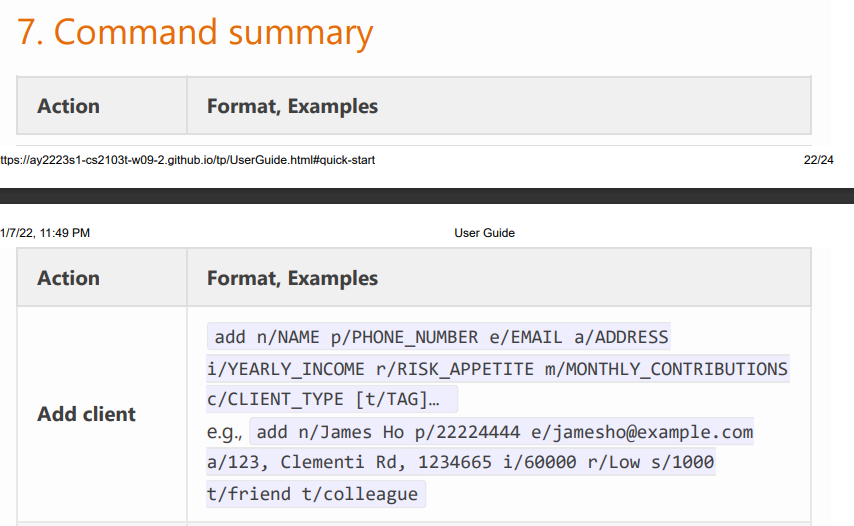 7. Command summary
Action Format, Examples
ttps://ay2223s1-cs2103t-w09-2.github.io/tp/UserGuide.html#quick-start 22/24
1/7/22, 11:49 PM User Guide
Action Format, Examples
add n/NAME p/PHONE_NUMBER e/EMAIL a/ADDRESS
i/YEARLY_INCOME r/RISK_APPETITE m/MONTHLY_CONTRIBUTIONS
c/CLIENT_TYPE [t/TAG]…
Add client
e.g., add n/James Ho p/22224444 e/jamesho@example.com
a/123, Clementi Rd, 1234665 i/60000 r/Low s/1000
t/friend t/colleague